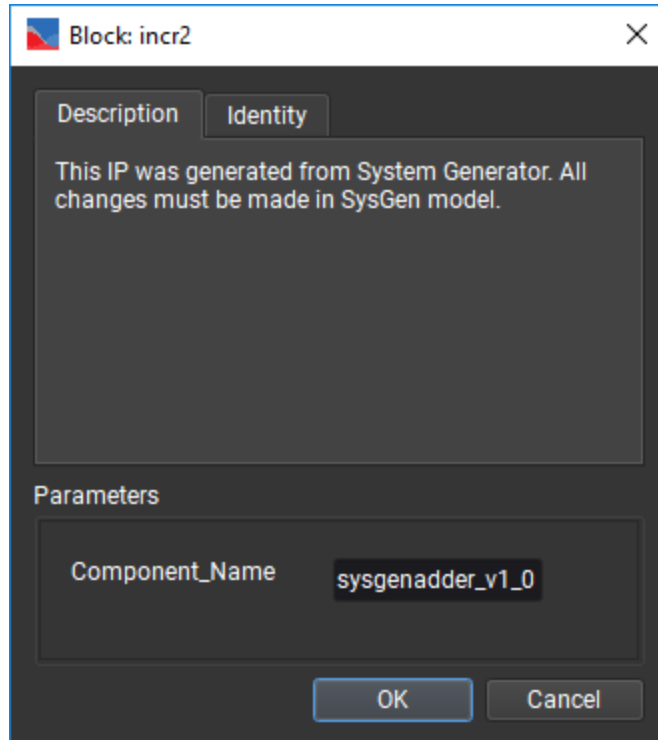 Block: incr2
Description
Identity
This IP was generated from System Generator. All
changes must be made in SysGen model.
Parameters
Component_Name
sysgenadder_v1_0
OK
Cancel